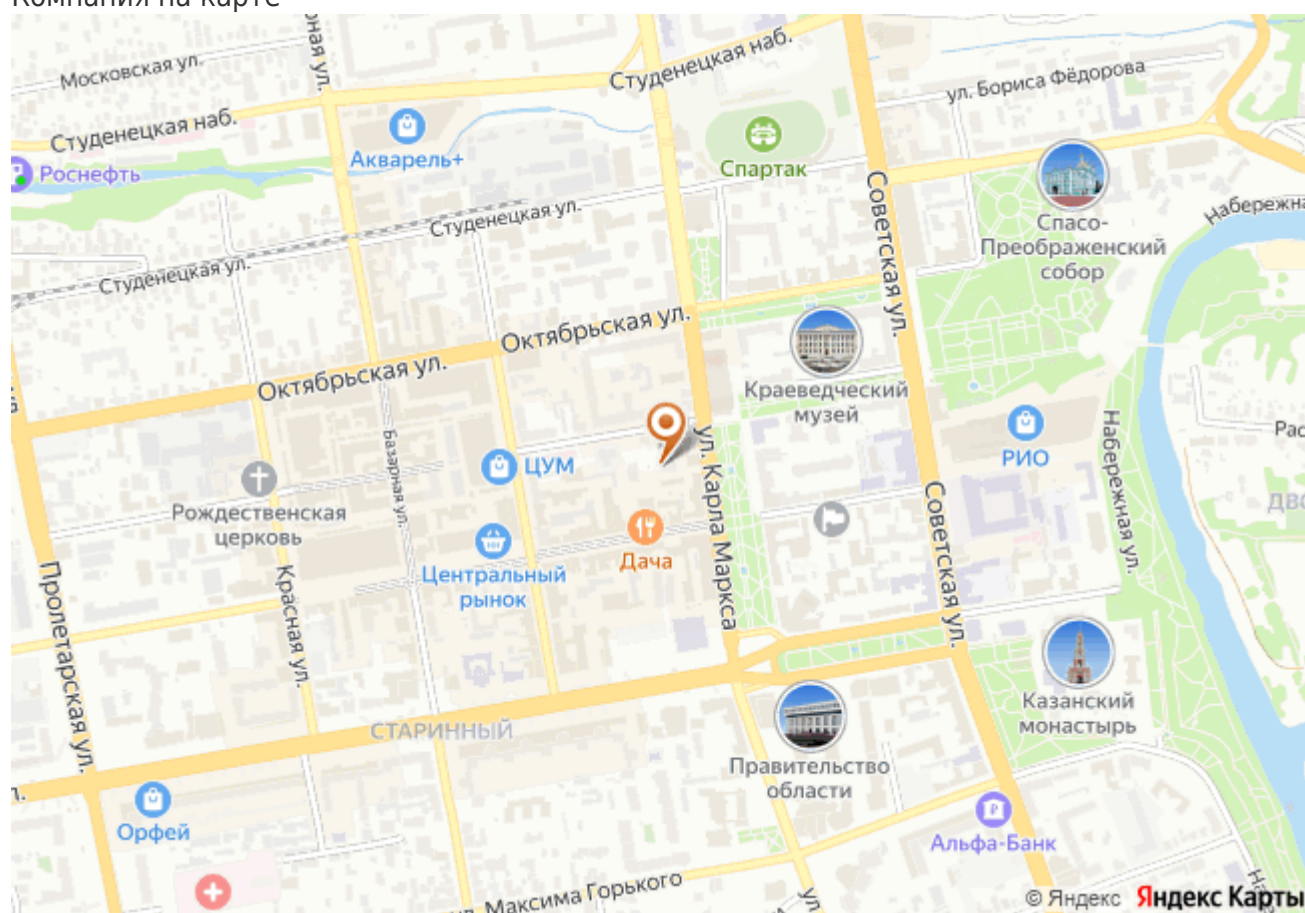 Компания на карте
Студенецкая наб.
Московская ул.
ул. Бориса Фёдорова
Студенецкая наб.
Акварель+
Спартак
Роснефть
Советская ул.
Спасо-
Преображенский
собор
Студенецкая ул.
Студенецкая ул.
Октябрьская ул.
Октябрьская ул.
Краеведческий
музей
Базарная ул.
ул. Карла Маркса
ЦУМ
РИО
Набережная ул.
Рождественская
церковь
Дача
Центральный
рынок
Советская ул.
Пролетарская ул.
Красная ул.
СТАРИННЫЙ
Казанский
монастырь
Правительство
области
Орфей
Альфа-Банк
Максима Горького
© Яндекс Яндекс Карты